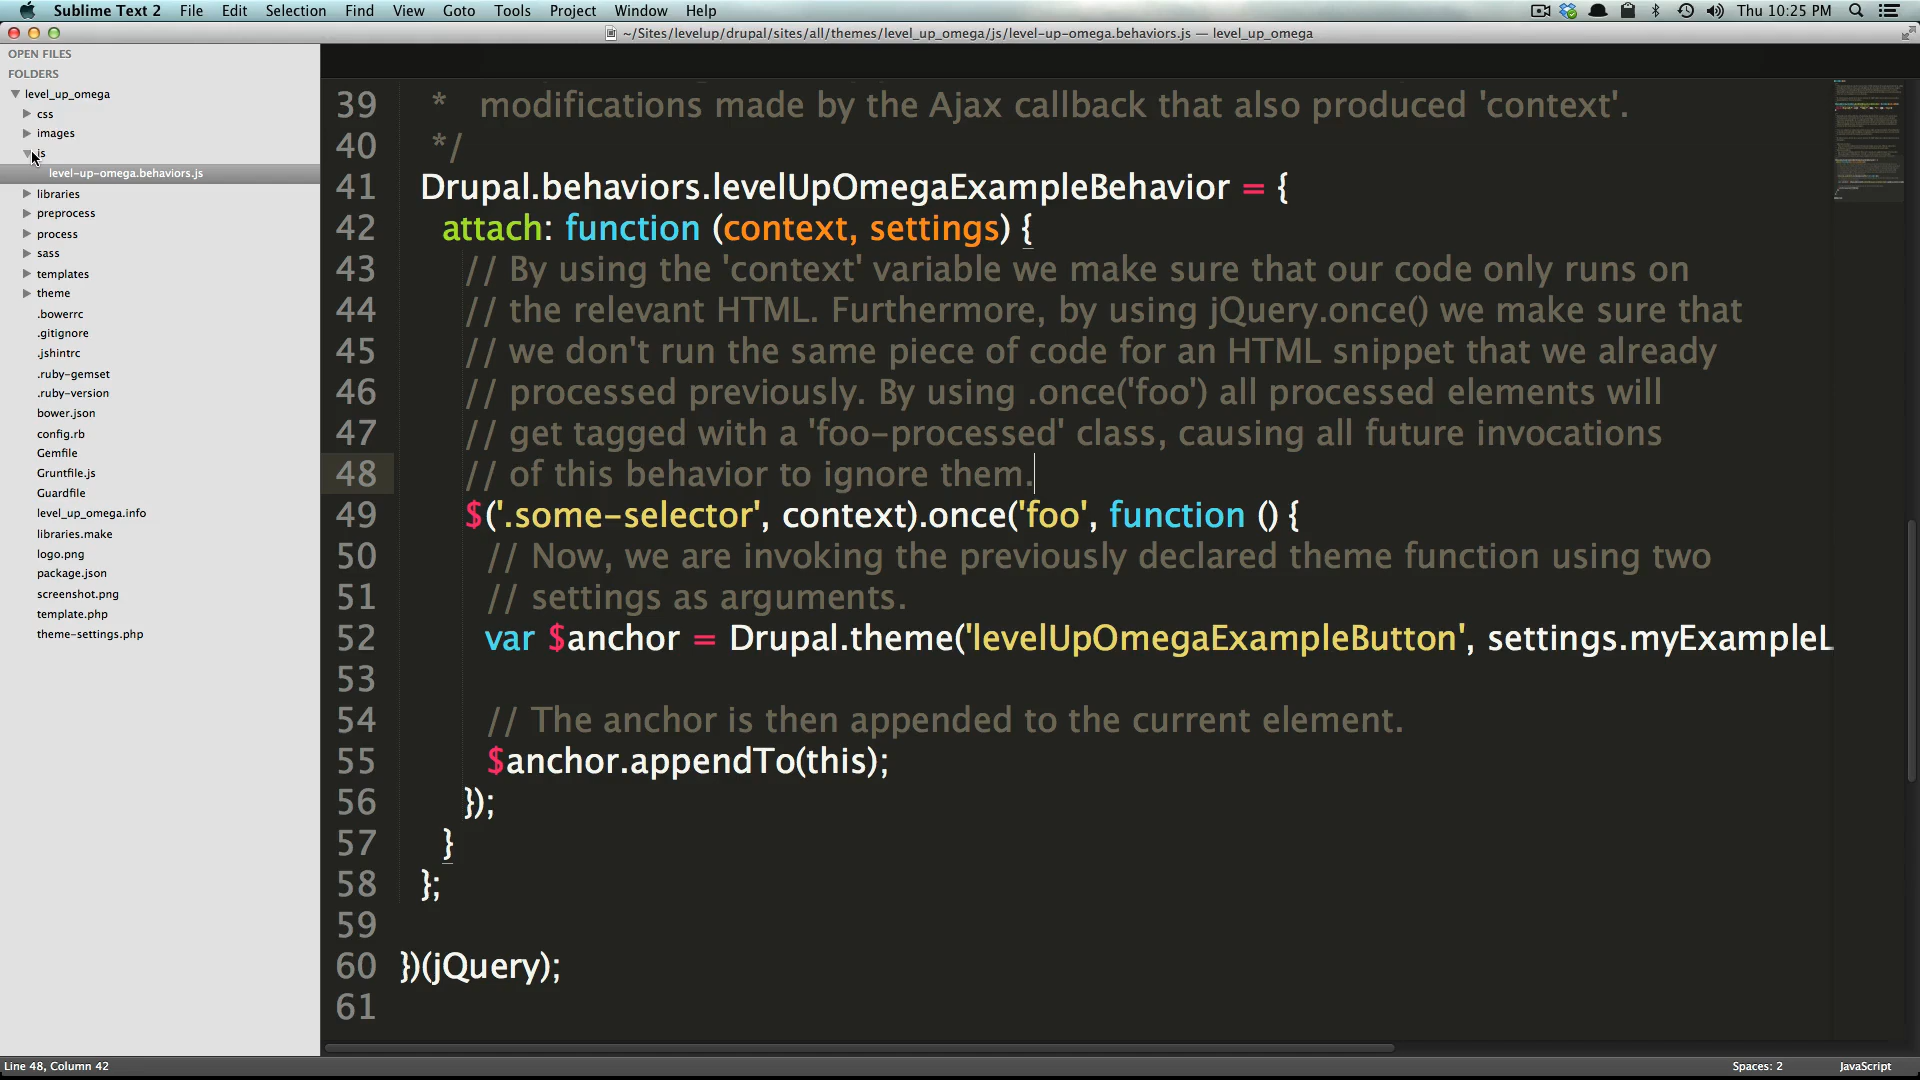 Sublime Text 2 File Edit Selection Find View Goto Tools Project Window Help Thu 10:25 PM
~/Sites/levelup/drupal/sites/all/themes/level_up_omega/js/level-up-omega.behaviors.js — level_up_omega
OPEN FILES
FOLDERS
level_up_omega
css
images
js
level-up-omega.behaviors.js
libraries
preprocess
process
sass
templates
theme
.bowerrc
.gitignore
.jshintrc
.ruby-gemset
.ruby-version
bower.json
config.rb
Gemfile
Gruntfile.js
Guardfile
level_up_omega.info
libraries.make
logo.png
package.json
screenshot.png
template.php
theme-settings.php
39 * modifications made by the Ajax callback that also produced 'context'.
40 */
41 Drupal.behaviors.levelUpOmegaExampleBehavior = {
42 attach: function (context, settings) {
43 // By using the 'context' variable we make sure that our code only runs on
44 // the relevant HTML. Furthermore, by using jQuery.once() we make sure that
45 // we don't run the same piece of code for an HTML snippet that we already
46 // processed previously. By using .once('foo') all processed elements will
47 // get tagged with a 'foo-processed' class, causing all future invocations
48 // of this behavior to ignore them.
49 $('.some-selector', context).once('foo', function () {
50 // Now, we are invoking the previously declared theme function using two
51 // settings as arguments.
52 var $anchor = Drupal.theme('levelUpOmegaExampleButton', settings.myExampleL
53
54 // The anchor is then appended to the current element.
55 $anchor.appendTo(this);
56 });
57 }
58 };
59
60 })(jQuery);
61
Line 48, Column 42 Spaces: 2 JavaScript